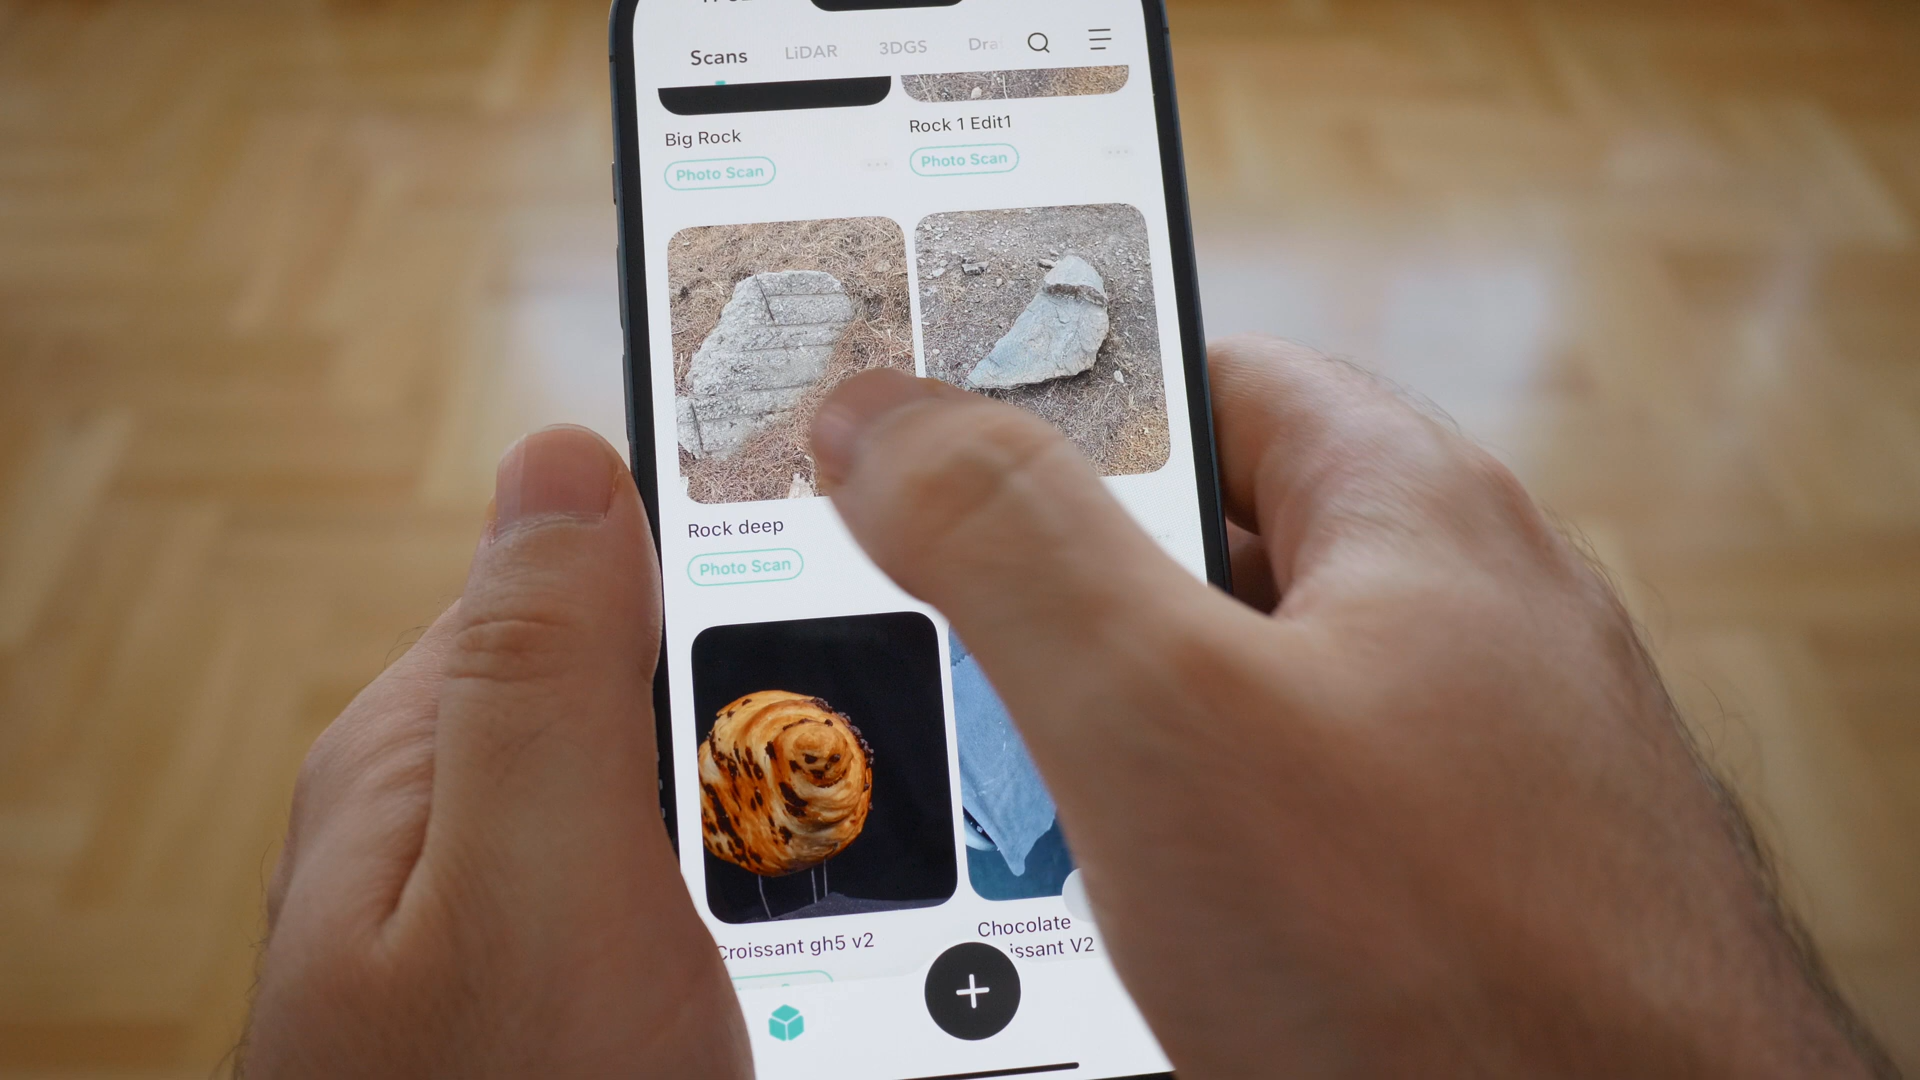 Scans LiDAR 3DGS
Big Rock
Rock 1 Edit1
Photo Scan
Photo Scan
Rock deep
Photo Scan
Croissant gh5 v2
Chocolate
issant V2